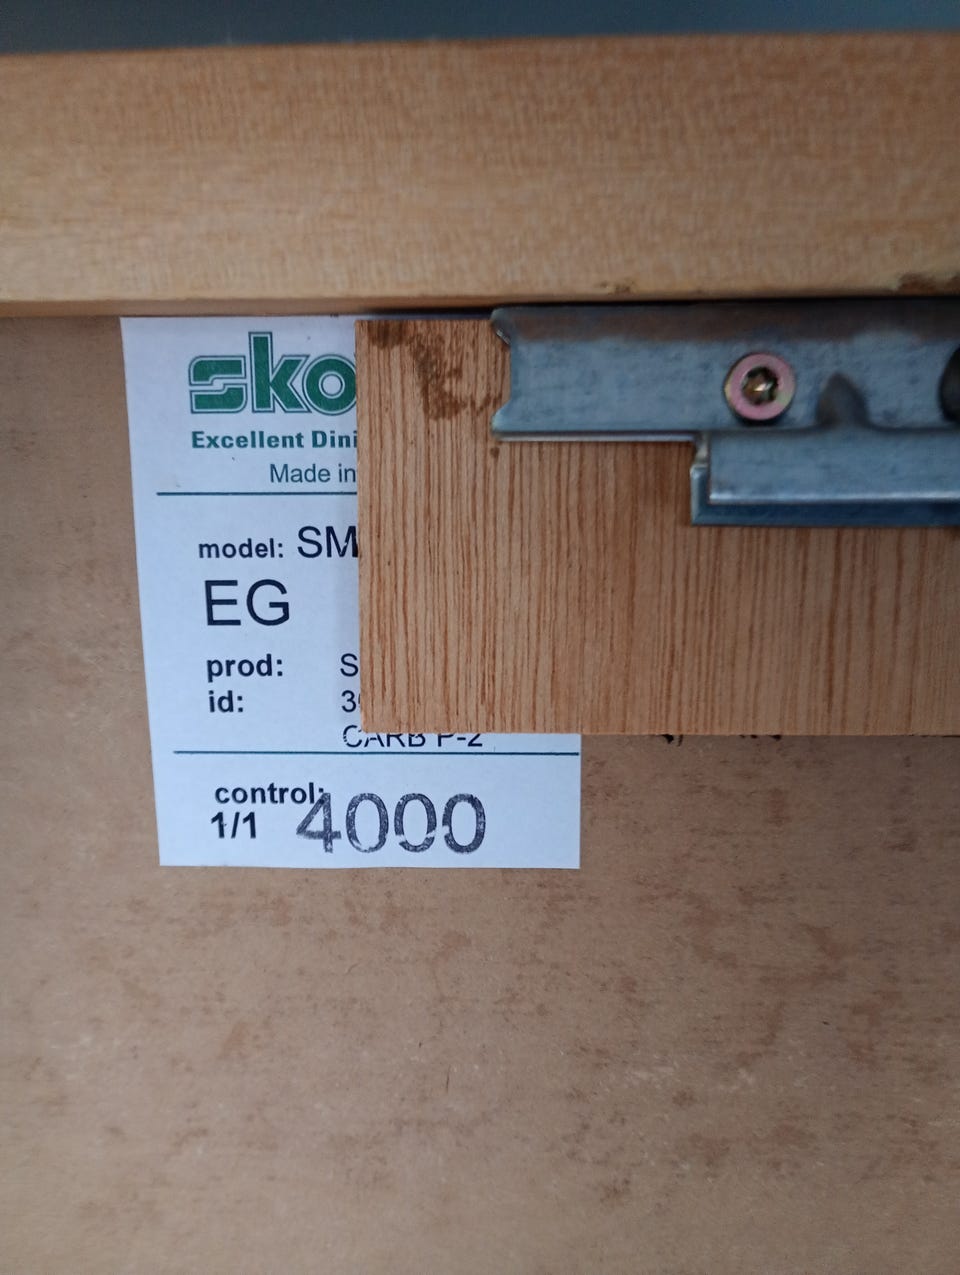 sko
Excellent Dini
Made in
model: SM
EG
prod: S
id: 3
CARB P-2
control:
1/1 4000